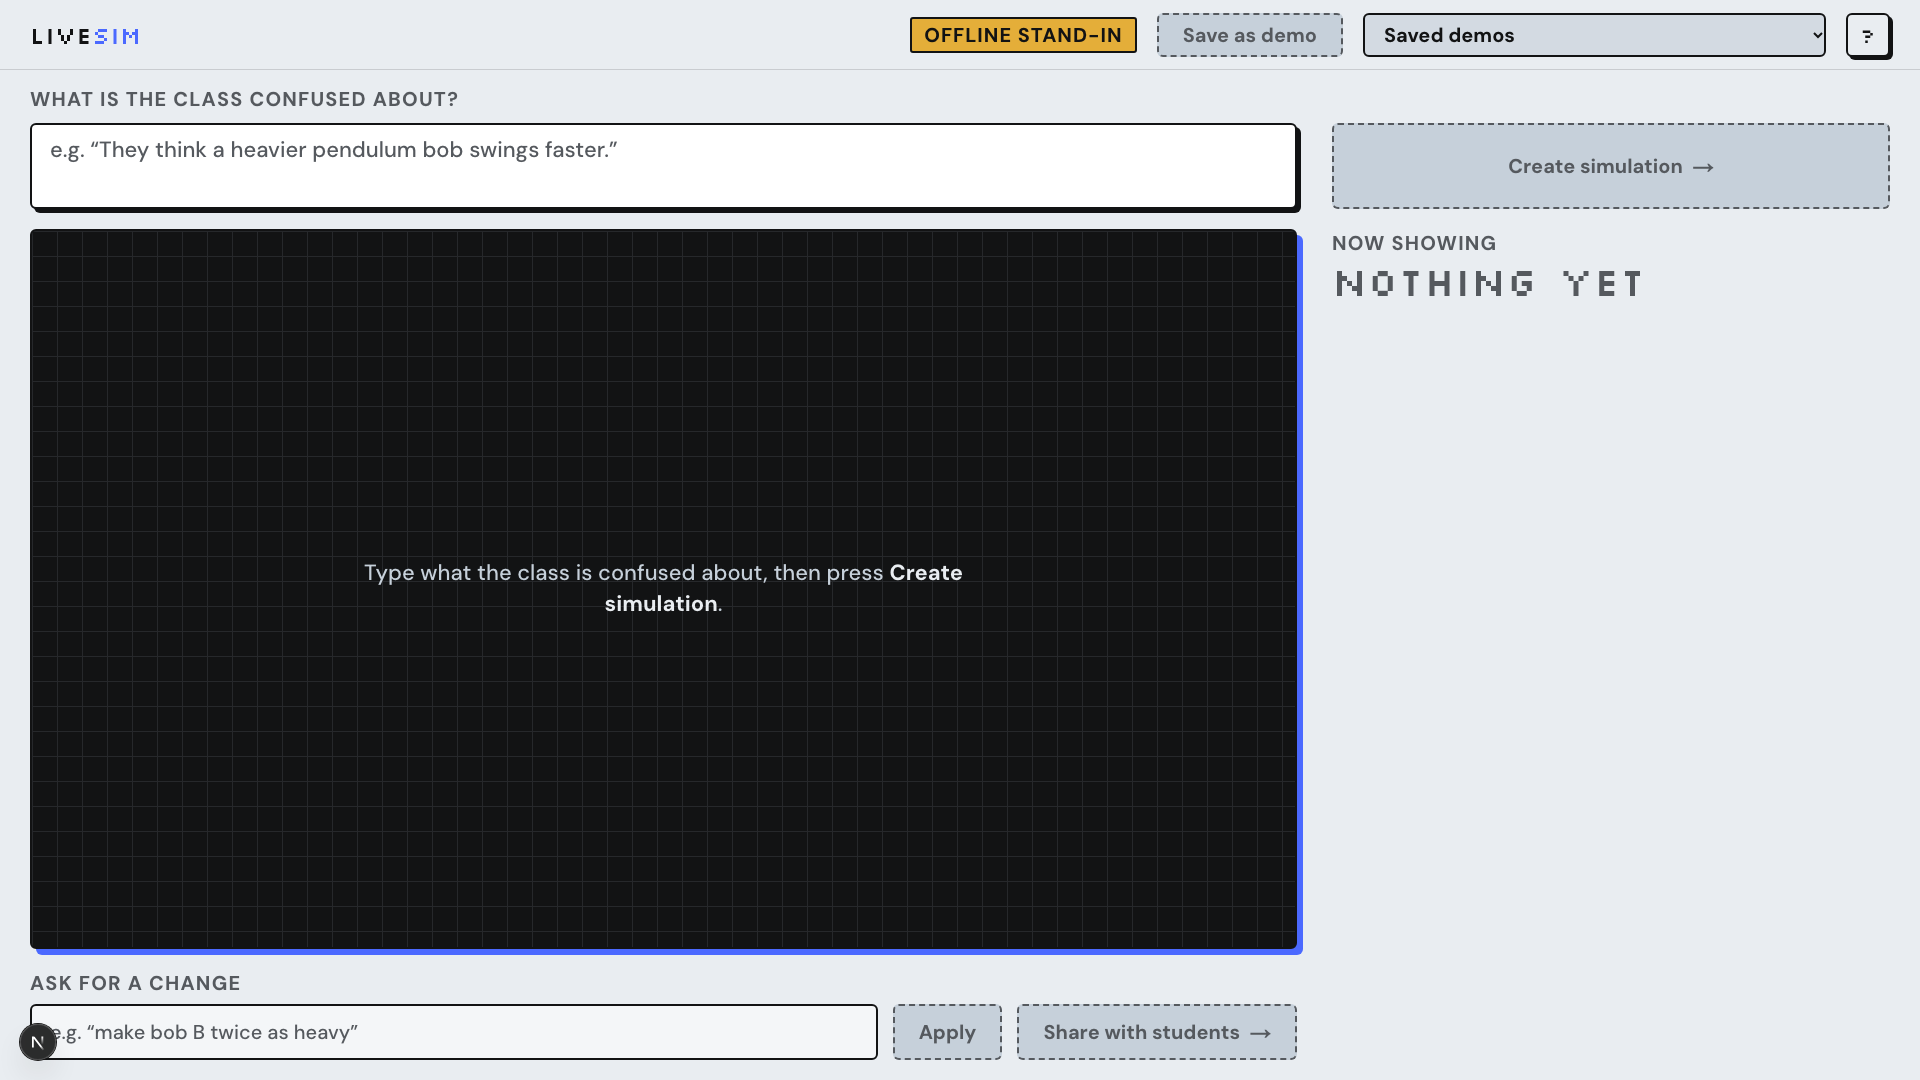 LIVESIM
OFFLINE STAND-IN
Save as demo
Saved demos
?
WHAT IS THE CLASS CONFUSED ABOUT?
e.g. “They think a heavier pendulum bob swings faster.”
Create simulation →
NOW SHOWING
NOTHING YET
Type what the class is confused about, then press Create
simulation.
ASK FOR A CHANGE
e.g. “make bob B twice as heavy”
Apply
Share with students →
N